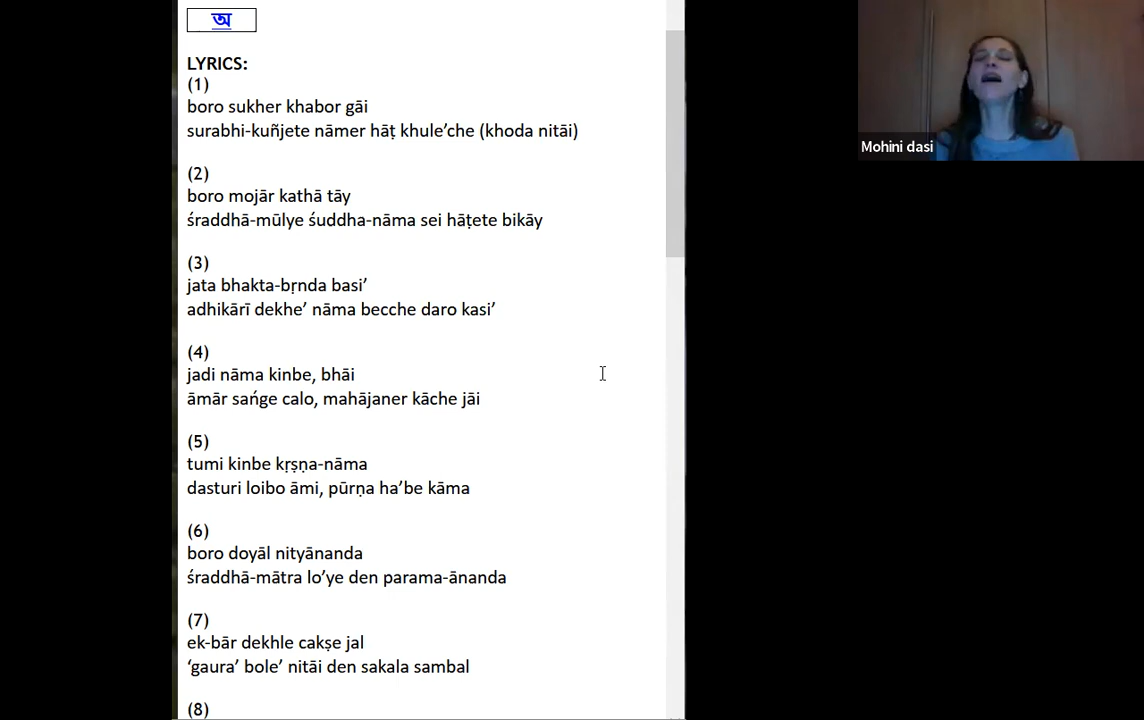 অ
LYRICS:
(1)
boro sukher khabor gāi
surabhi-kuñjete nāmer hāṭ khule’che (khoda nitāi)
(2)
boro mojār kathā tāy
śraddhā-mūlye śuddha-nāma sei hāṭete bikāy
(3)
jata bhakta-bṛnda basi’
adhikārī dekhe’ nāma becche daro kasi’
(4)
jadi nāma kinbe, bhāi
āmār sańge calo, mahājaner kāche jāi
(5)
tumi kinbe kṛṣṇa-nāma
dasturi loibo āmi, pūrṇa ha’be kāma
(6)
boro doyāl nityānanda
śraddhā-mātra lo’ye den parama-ānanda
(7)
ek-bār dekhle cakṣe jal
‘gaura’ bole’ nitāi den sakala sambal
(8)
Mohini dasi